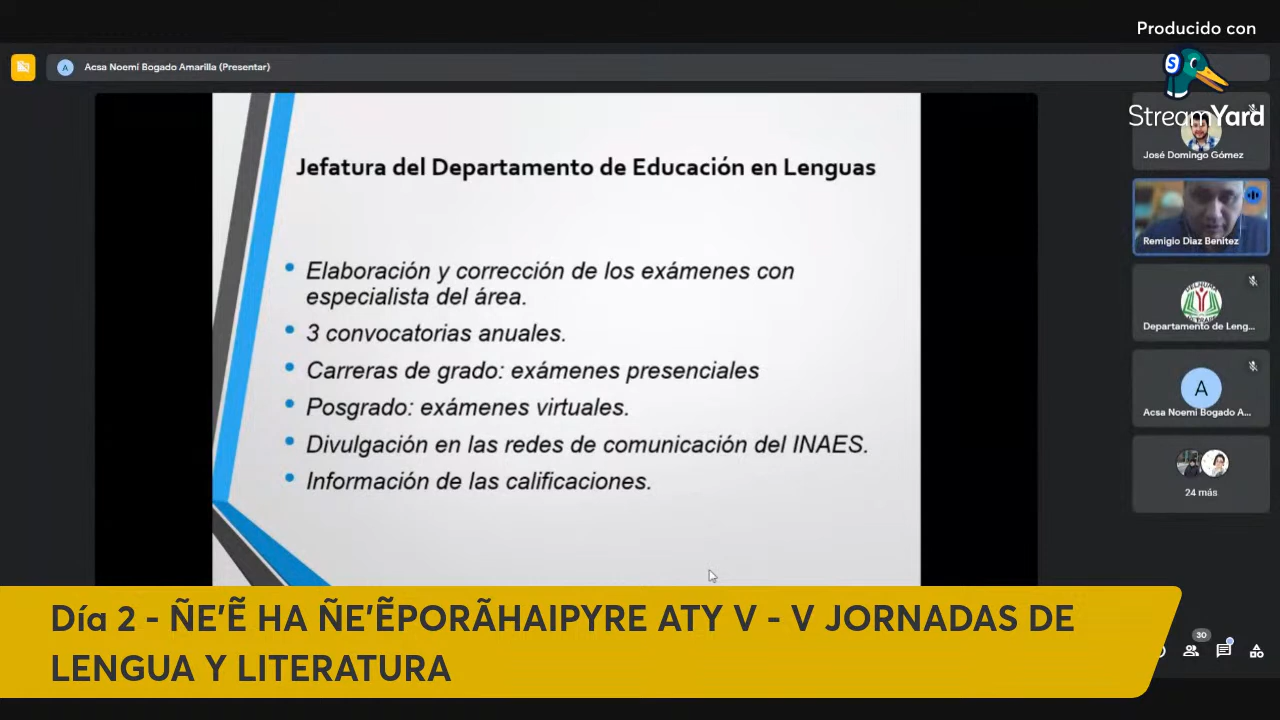 Producido con
StreamYard
Acsa Noemí Bogado Amarilla (Presentar)
Jefatura del Departamento de Educación en Lenguas
Elaboración y corrección de los exámenes con
especialista del área.
3 convocatorias anuales.
Carreras de grado: exámenes presenciales
Posgrado: exámenes virtuales.
Divulgación en las redes de comunicación del INAES.
Información de las calificaciones.
José Domingo Gómez
Remigio Diaz Benitez
Departamento de Leng...
A
Acsa Noemí Bogado A...
24 más
30
Día 2 - ÑE'Ẽ HA ÑE'ẼPORÃHAIPYRE ATY V - V JORNADAS DE
LENGUA Y LITERATURA